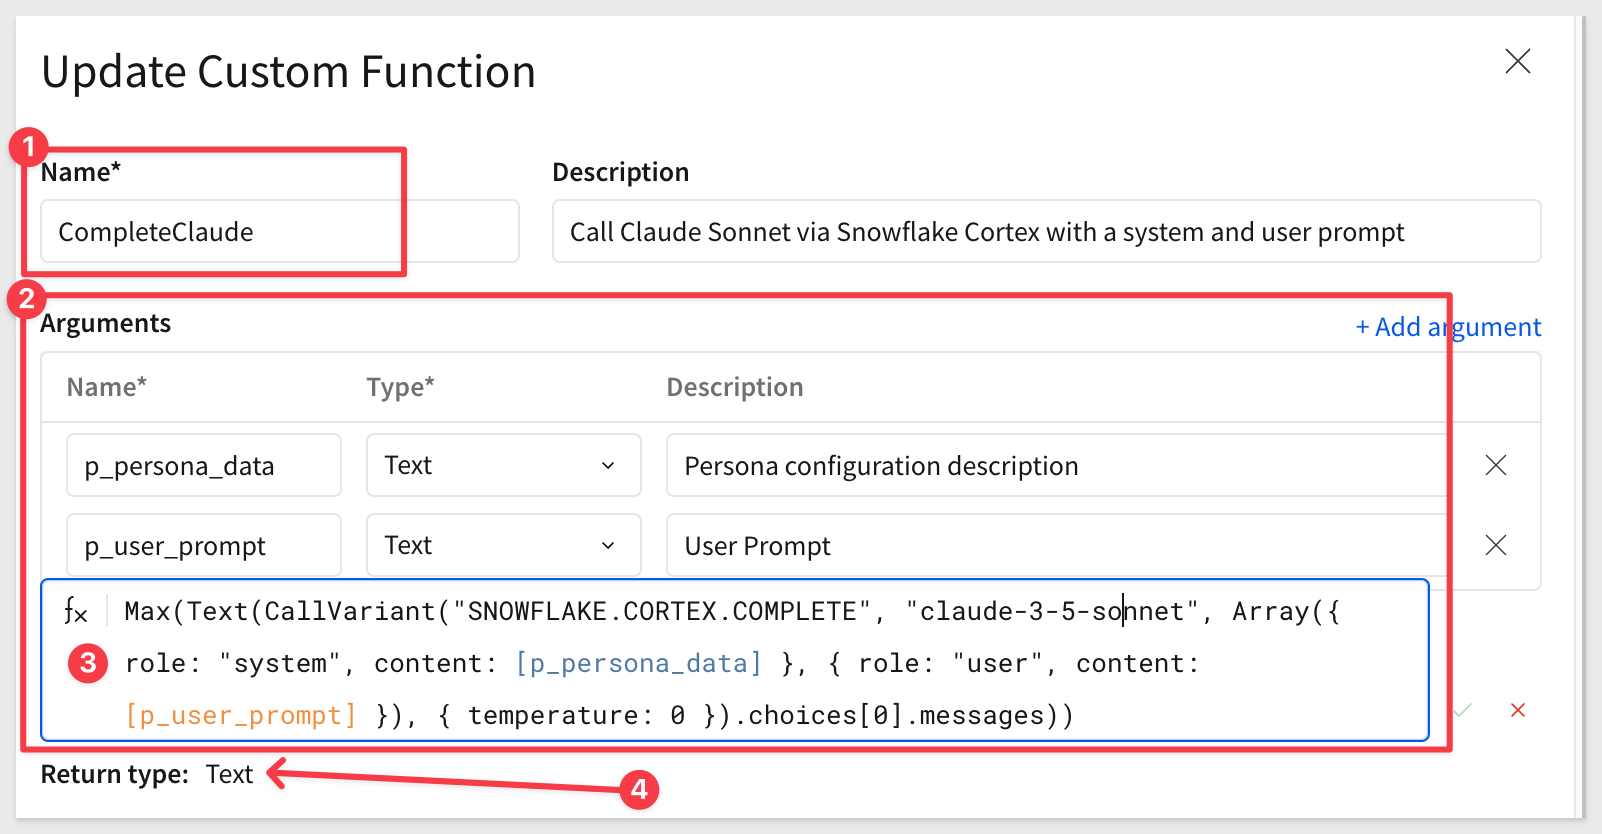 Update Custom Function
1
Name*
Description
CompleteClaude
Call Claude Sonnet via Snowflake Cortex with a system and user prompt
2
Arguments
+ Add argument
Name* Type* Description
p_persona_data Text Persona configuration description
p_user_prompt Text User Prompt
fx Max(Text(CallVariant("SNOWFLAKE.CORTEX.COMPLETE", "claude-3-5-sonnet", Array({
3 role: "system", content: [p_persona_data] }, { role: "user", content:
[p_user_prompt] }), { temperature: 0 }).choices[0].messages))
Return type: Text
4